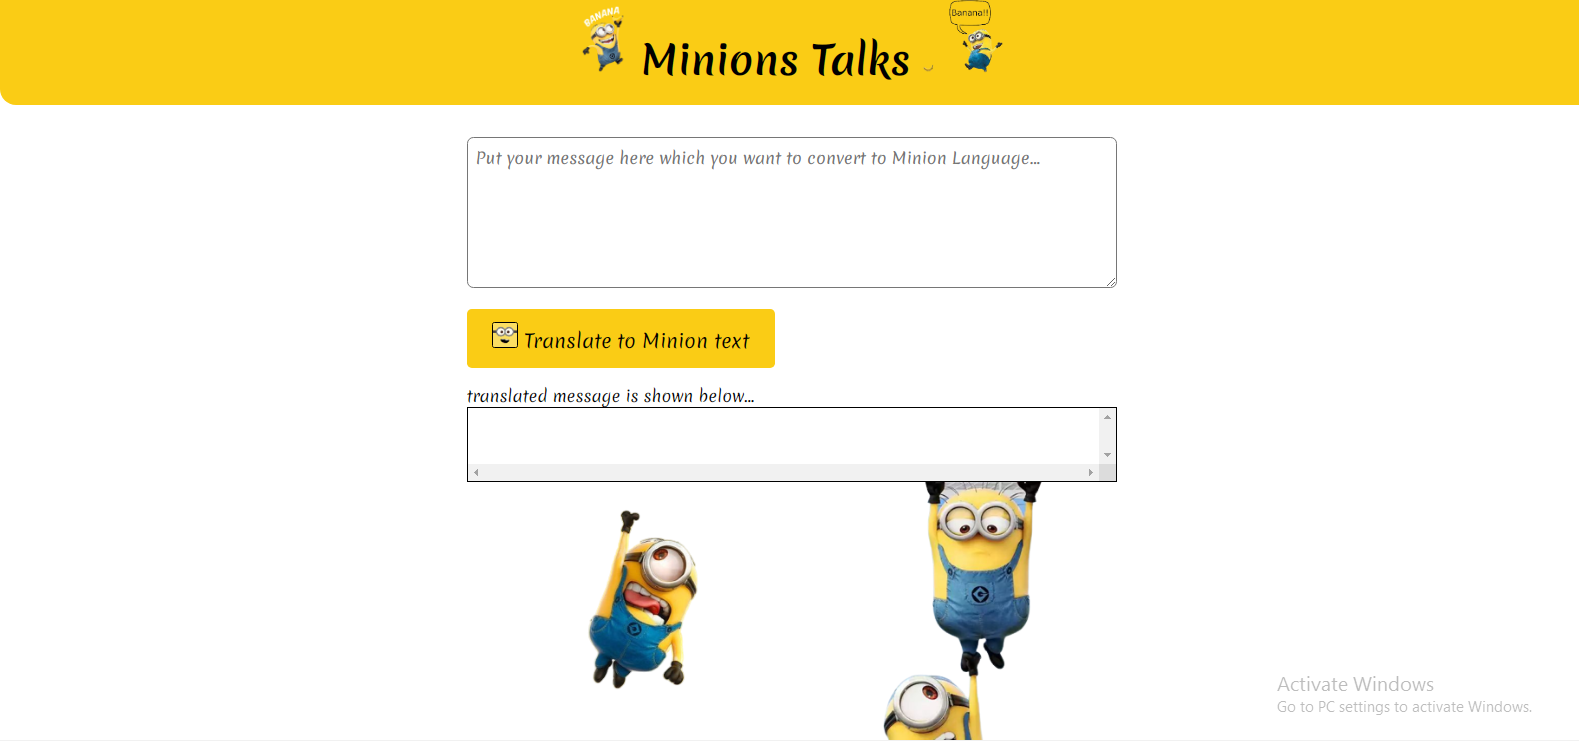 BANANA
Banana!!
Minions Talks
Put your message here which you want to convert to Minion Language...
Translate to Minion text
translated message is shown below...
Activate Windows
Go to PC settings to activate Windows.